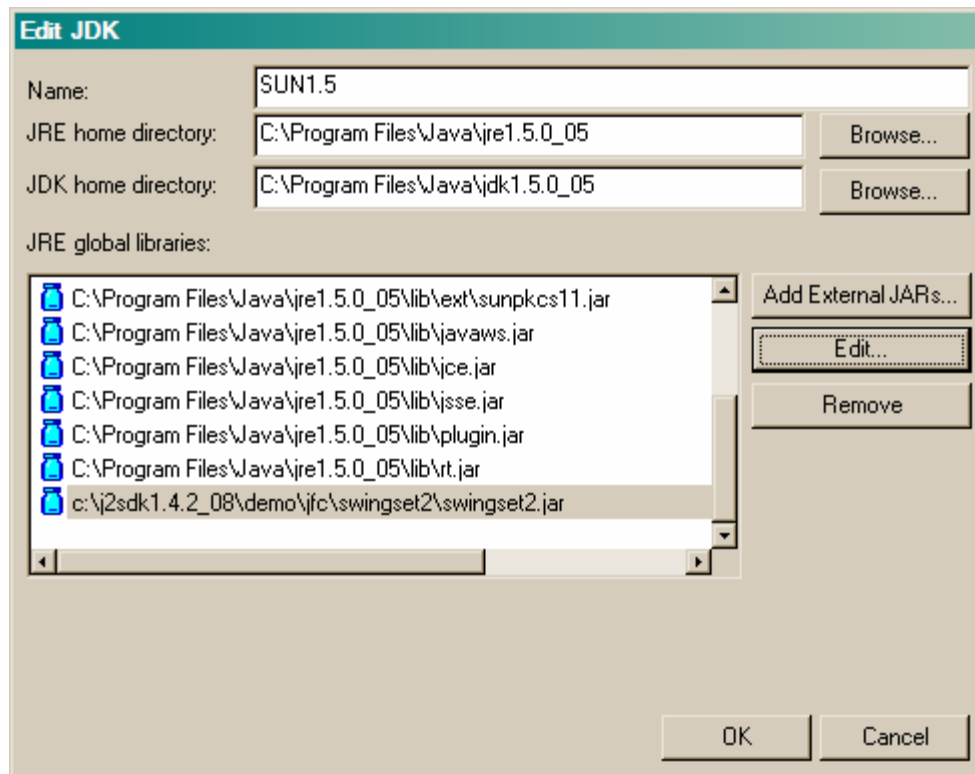 Edit JDK
Name: SUN1.5
JRE home directory: C:\Program Files\Java\jre1.5.0_05 Browse...
JDK home directory: C:\Program Files\Java\jdk1.5.0_05 Browse...
JRE global libraries:
C:\Program Files\Java\jre1.5.0_05\lib\ext\sunpkcs11.jar Add External JARs...
C:\Program Files\Java\jre1.5.0_05\lib\javaws.jar
C:\Program Files\Java\jre1.5.0_05\lib\jce.jar Edit...
C:\Program Files\Java\jre1.5.0_05\lib\jsse.jar Remove
C:\Program Files\Java\jre1.5.0_05\lib\plugin.jar
C:\Program Files\Java\jre1.5.0_05\lib\rt.jar
c:\j2sdk1.4.2_08\demo\jfc\swingset2\swingset2.jar
OK Cancel